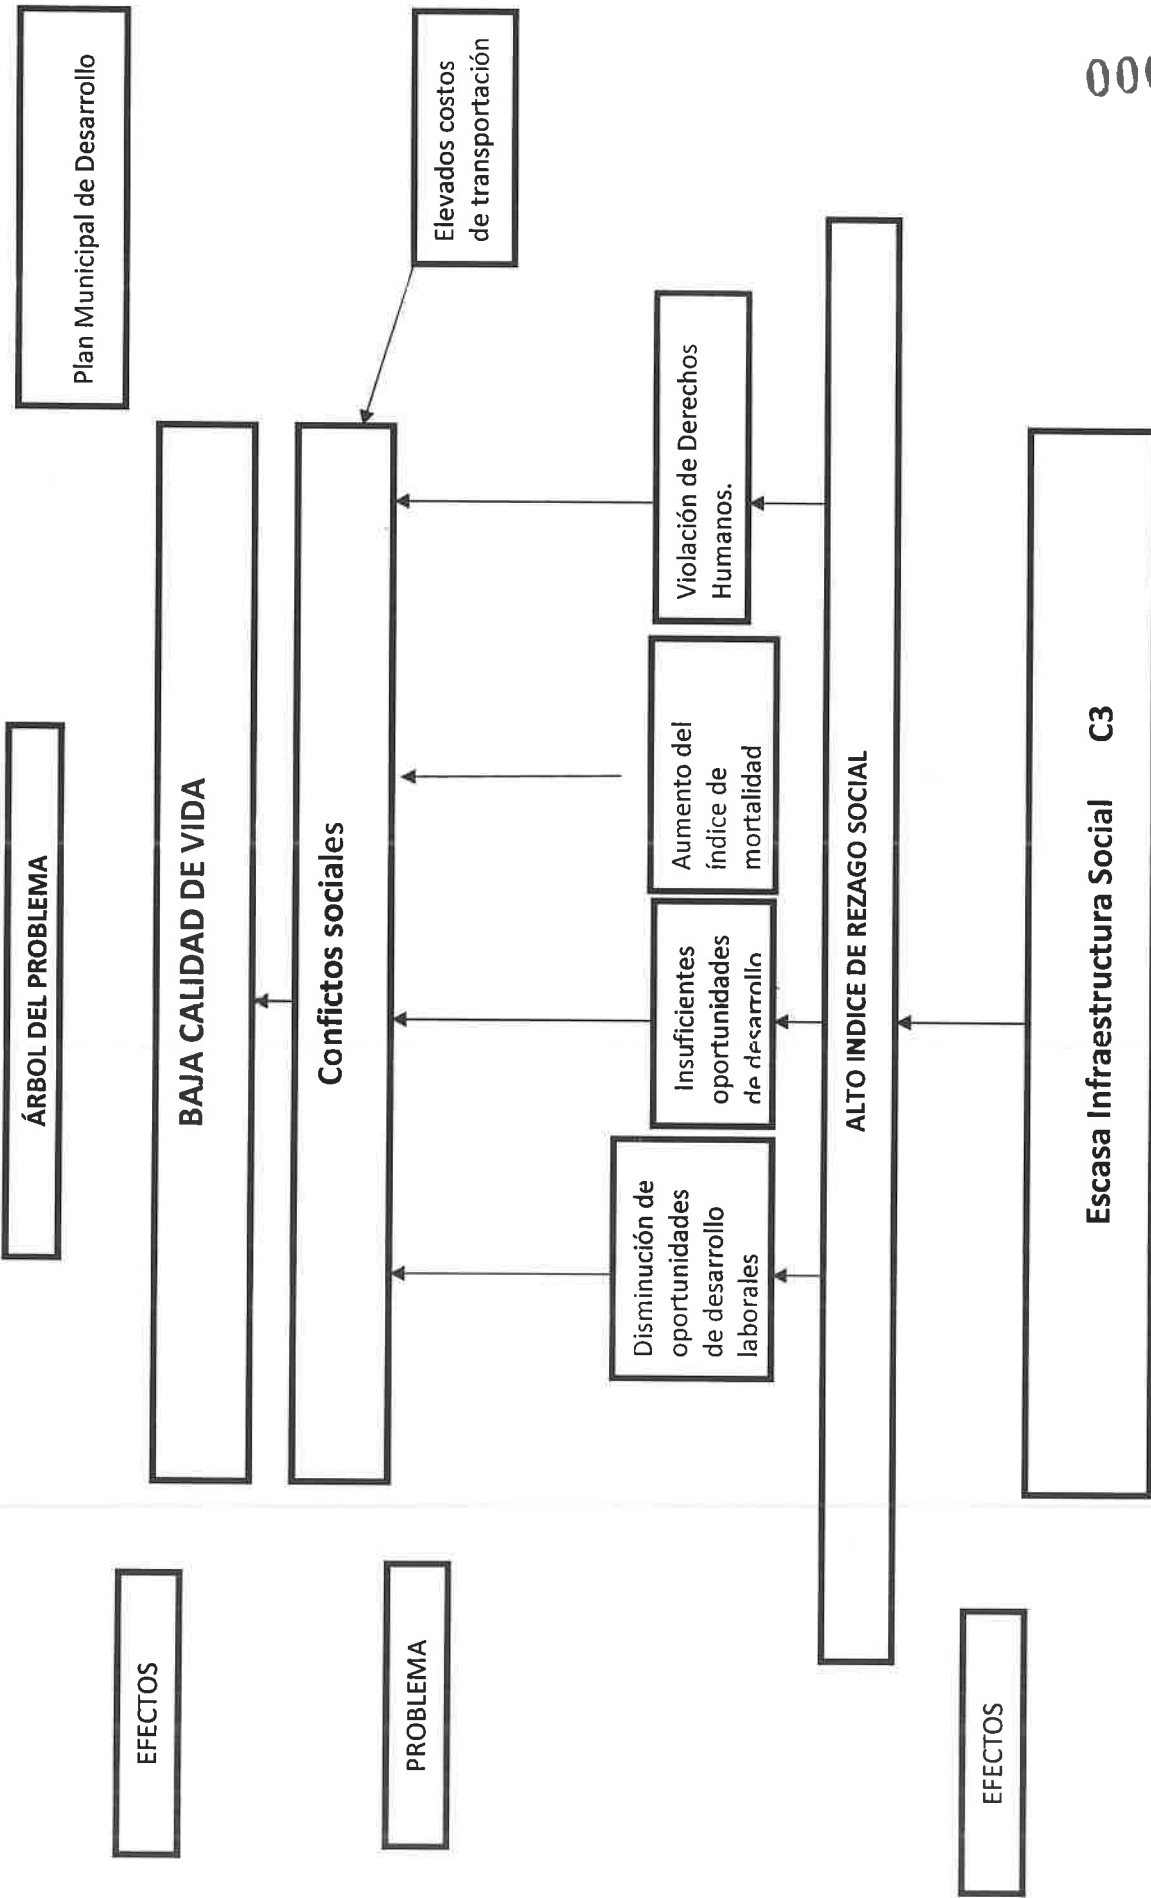 ÁRBOL DEL PROBLEMA
Plan Municipal de Desarrollo
EFECTOS
BAJA CALIDAD DE VIDA
Confictos sociales
PROBLEMA
Elevados costos
de transportación
Disminución de
oportunidades
de desarrollo
laborales
Insuficientes
oportunidades
de desarrollo
Aumento del
índice de
mortalidad
Violación de Derechos
Humanos.
ALTO INDICE DE REZAGO SOCIAL
EFECTOS
Escasa Infraestructura Social C3